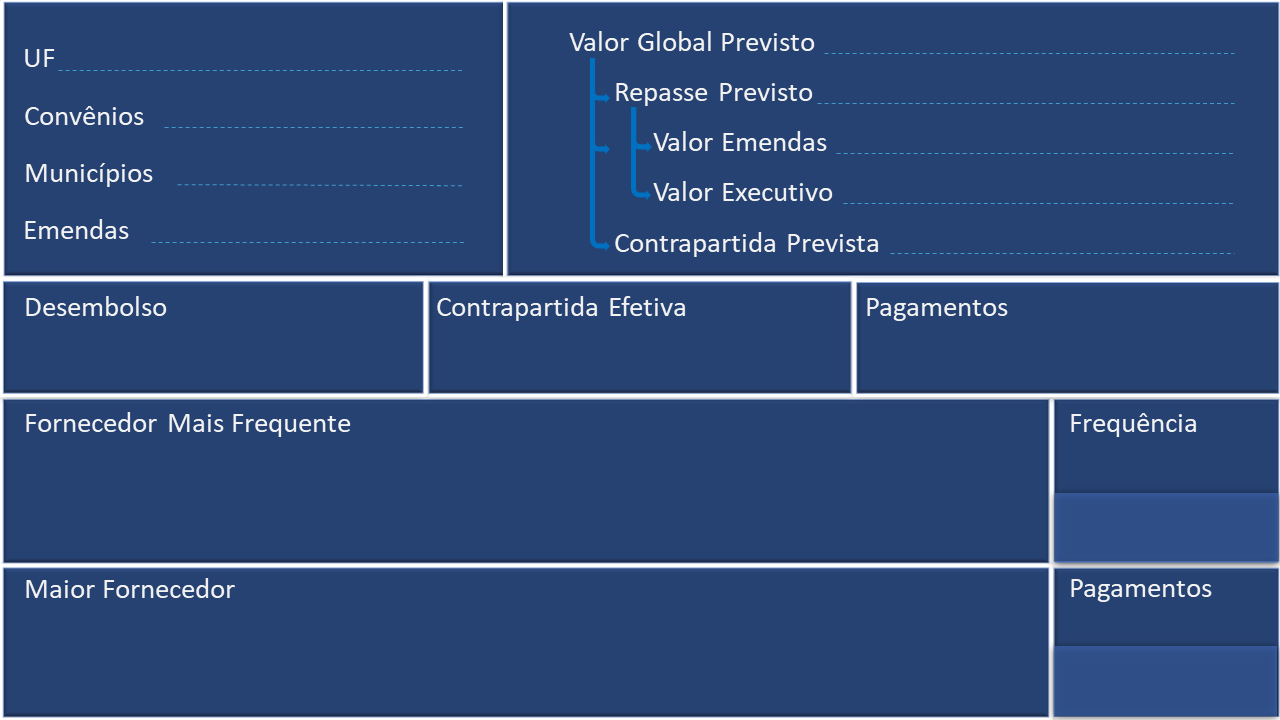 UF
Convênios
Municípios
Emendas
Valor Global Previsto
Repasse Previsto
Valor Emendas
Valor Executivo
Contrapartida Prevista
Desembolso
Contrapartida Efetiva
Pagamentos
Fornecedor Mais Frequente
Frequência
Maior Fornecedor
Pagamentos